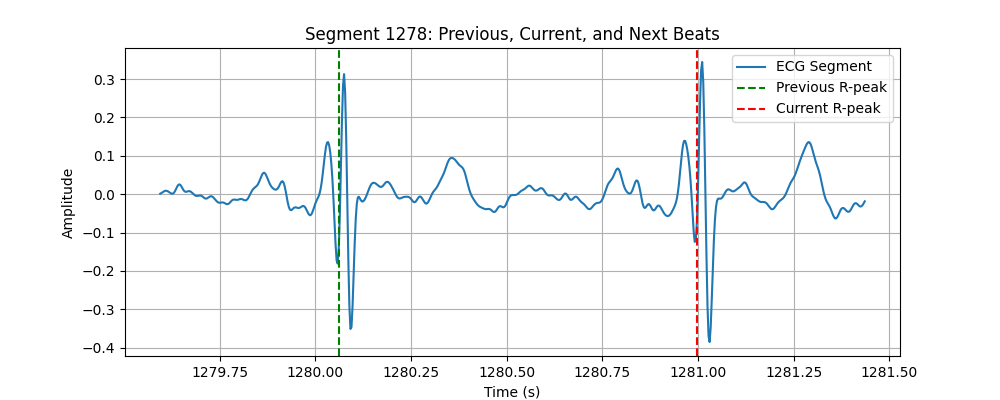 Segment 1278: Previous, Current, and Next Beats
ECG Segment
Previous R-peak
Current R-peak
Amplitude
0.3
0.2
0.1
0.0
−0.1
−0.2
−0.3
−0.4
1279.75 1280.00 1280.25 1280.50 1280.75 1281.00 1281.25 1281.50
Time (s)